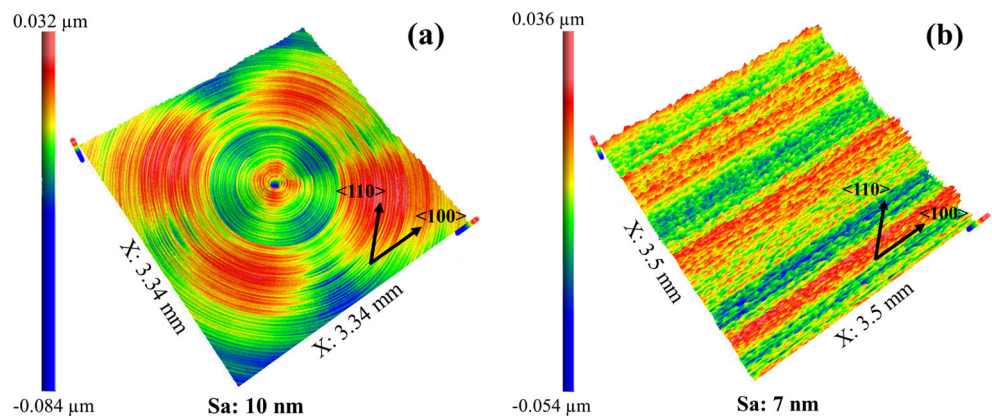 0.032 µm
(a)
<110>
<100>
X: 3.34 mm
X: 3.34 mm
-0.084 µm
Sa: 10 nm
0.036 µm
(b)
<110>
<100>
X: 3.5 mm
X: 3.5 mm
-0.054 µm
Sa: 7 nm